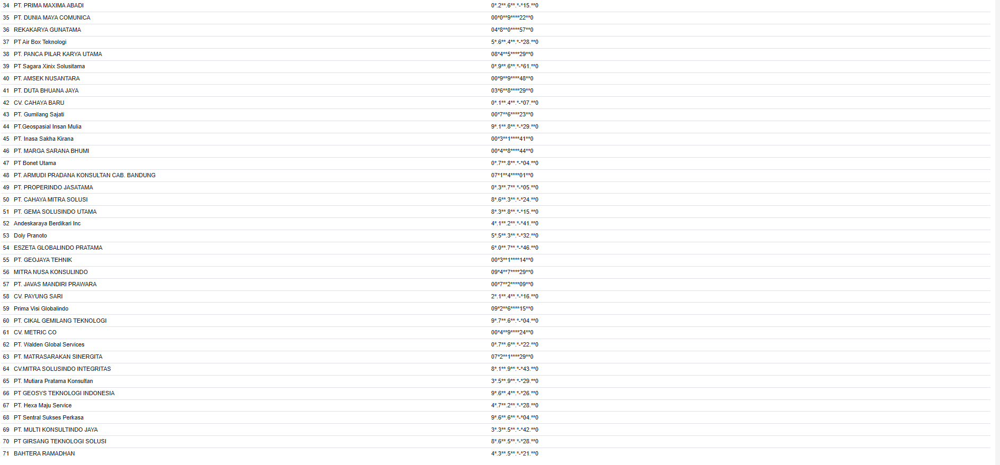 34 PT. PRIMA MAXIMA ABADI 0*.2**.6**.*-*15.**0
35 PT. DUNIA MAYA COMUNICA 00*0**9****22**0
36 REKAKARYA GUNATAMA 04*8**0****57**0
37 PT Air Box Teknologi 5*.6**.4**.*-*28.**0
38 PT. PANCA PILAR KARYA UTAMA 08*4**5****29**0
39 PT Sagara Xinix Solusitama 0*.9**.6**.*-*61.**0
40 PT. AMSEK NUSANTARA 00*9**9****48**0
41 PT. DUTA BHUANA JAYA 03*6**8****29**0
42 CV. CAHAYA BARU 0*.1**.4**.*-*07.**0
43 PT. Gumilang Sajati 00*7**6****23**0
44 PT.Geospasial Insan Mulia 9*.1**.8**.*-*29.**0
45 PT. Inasa Sakha Kirana 00*3**1****41**0
46 PT. MARGA SARANA BHUMI 00*4**8****44**0
47 PT Bonet Utama 0*.7**.8**.*-*04.**0
48 PT. ARMUDI PRADANA KONSULTAN CAB. BANDUNG 07*1**4****01**0
49 PT. PROPERINDO JASATAMA 0*.3**.7**.*-*05.**0
50 PT. CAHAYA MITRA SOLUSI 8*.6**.3**.*-*24.**0
51 PT. GEMA SOLUSINDO UTAMA 8*.3**.8**.*-*15.**0
52 Andeskaraya Berdikari Inc 4*.1**.2**.*-*41.**0
53 Doly Pranoto 5*.5**.3**.*-*32.**0
54 ESZETA GLOBALINDO PRATAMA 6*.0**.7**.*-*46.**0
55 PT. GEOJAYA TEHNIK 00*3**1****14**0
56 MITRA NUSA KONSULINDO 09*4**7****29**0
57 PT. JAVAS MANDIRI PRAWARA 00*7**2****09**0
58 CV. PAYUNG SARI 2*.1**.4**.*-*16.**0
59 Prima Visi Globalindo 09*2**6****15**0
60 PT. CIKAL GEMILANG TEKNOLOGI 9*.7**.6**.*-*04.**0
61 CV. METRIC CO 00*4**9****24**0
62 PT. Walden Global Services 0*.7**.6**.*-*22.**0
63 PT. MATRASARAKAN SINERGITA 07*2**1****29**0
64 CV.MITRA SOLUSINDO INTEGRITAS 8*.1**.9**.*-*43.**0
65 PT. Mutiara Pratama Konsultan 3*.5**.9**.*-*29.**0
66 PT GEOSYS TEKNOLOGI INDONESIA 9*.6**.4**.*-*26.**0
67 PT. Hexa Maju Service 4*.7**.2**.*-*28.**0
68 PT Sentral Sukses Perkasa 9*.6**.6**.*-*04.**0
69 PT. MULTI KONSULTINDO JAYA 3*.3**.5**.*-*42.**0
70 PT GIRSANG TEKNOLOGI SOLUSI 8*.6**.5**.*-*28.**0
71 BAHTERA RAMADHAN 4*.3**.5**.*-*21.**0